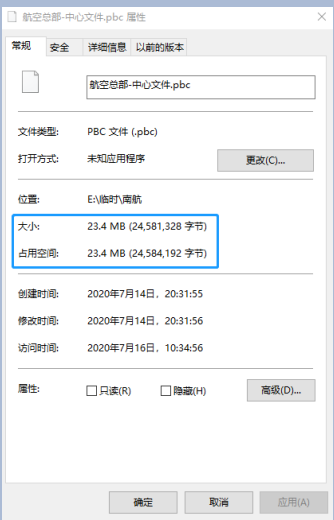 航空总部-中心文件.pbc 属性
常规 安全 详细信息 以前的版本
航空总部-中心文件.pbc
文件类型: PBC 文件 (.pbc)
打开方式: 未知应用程序 更改(C)...
位置: E:\临时\南航
大小: 23.4 MB (24,581,328 字节)
占用空间: 23.4 MB (24,584,192 字节)
创建时间: 2020年7月14日，20:31:55
修改时间: 2020年7月14日，20:31:56
访问时间: 2020年7月16日，10:34:56
属性: 只读(R) 隐藏(H) 高级(D)...
确定 取消 应用(A)